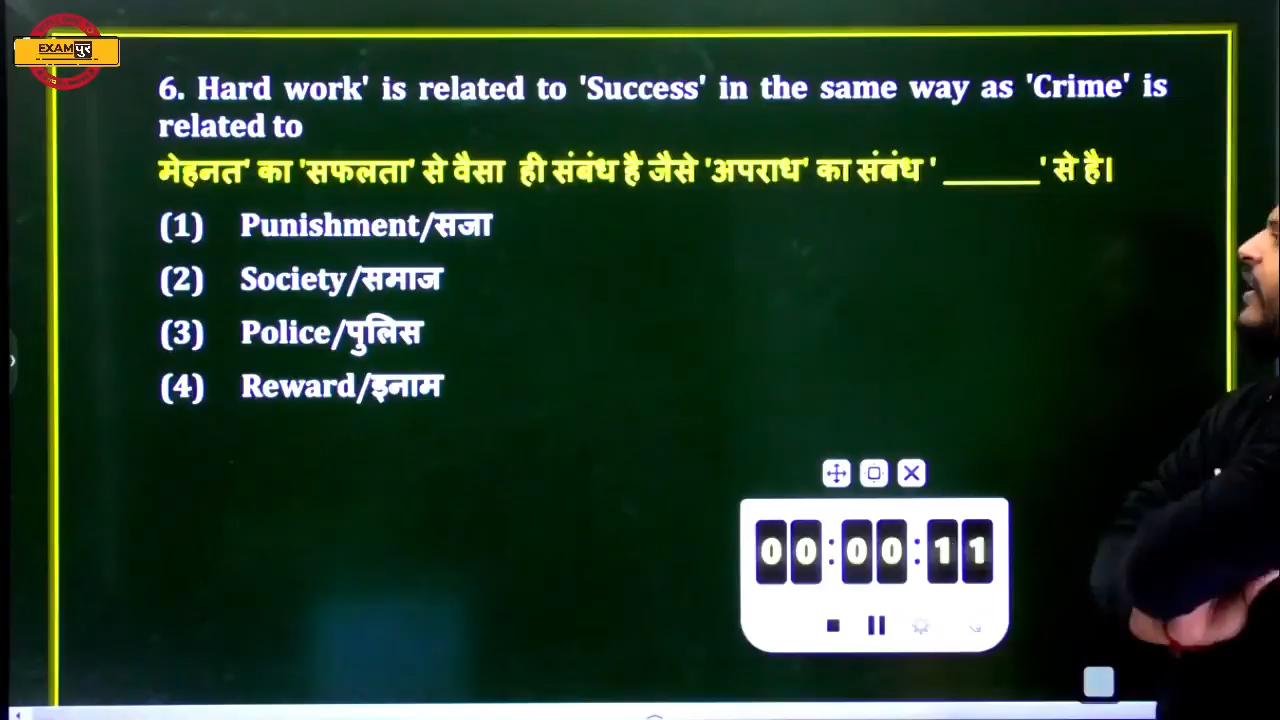 EXAMपुर
6. Hard work' is related to 'Success' in the same way as 'Crime' is
related to
मेहनत' का 'सफलता' से वैसा ही संबंध है जैसे 'अपराध' का संबंध ' _______ ' से है।
(1) Punishment/सजा
(2) Society/समाज
(3) Police/पुलिस
(4) Reward/इनाम
00:00:11